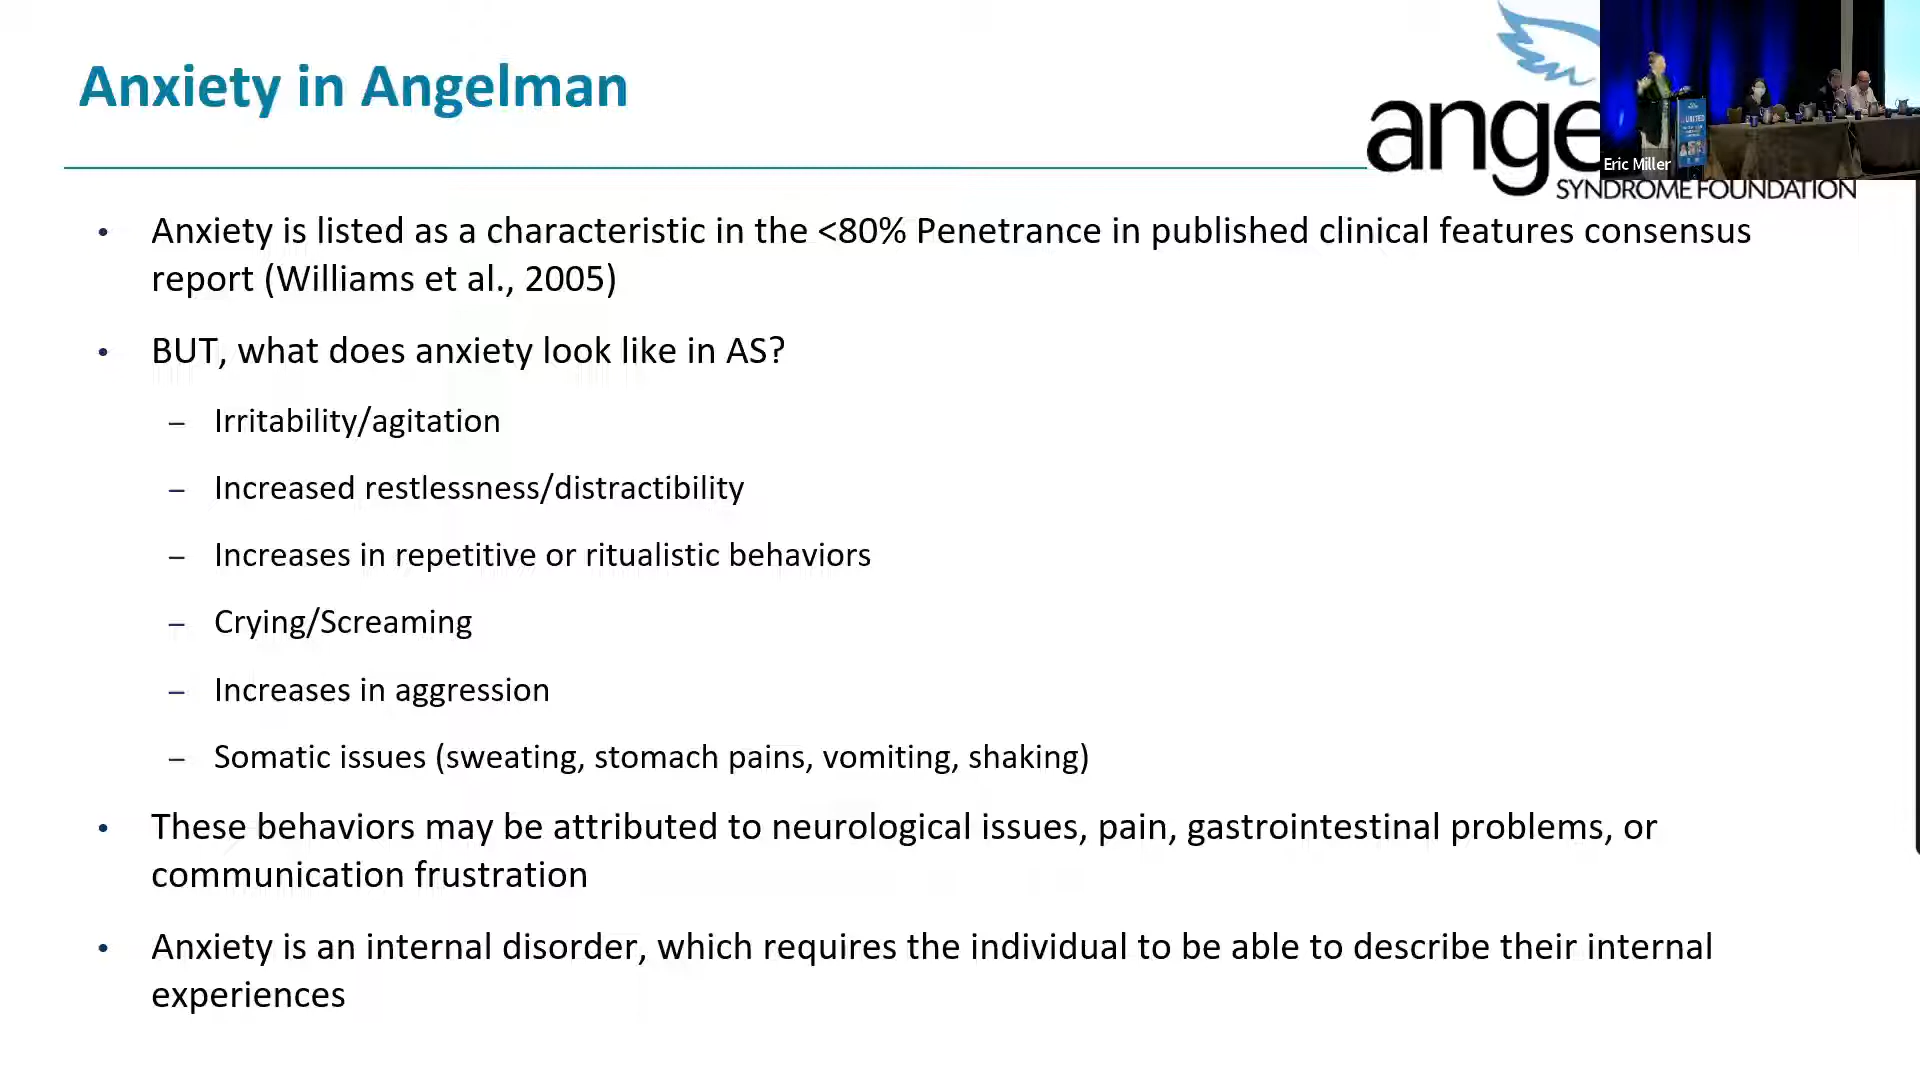 Anxiety in Angelman
ange
SYNDROME FOUNDATION
Eric Miller
UNITED
• Anxiety is listed as a characteristic in the <80% Penetrance in published clinical features consensus
report (Williams et al., 2005)
• BUT, what does anxiety look like in AS?
– Irritability/agitation
– Increased restlessness/distractibility
– Increases in repetitive or ritualistic behaviors
– Crying/Screaming
– Increases in aggression
– Somatic issues (sweating, stomach pains, vomiting, shaking)
• These behaviors may be attributed to neurological issues, pain, gastrointestinal problems, or
communication frustration
• Anxiety is an internal disorder, which requires the individual to be able to describe their internal
experiences